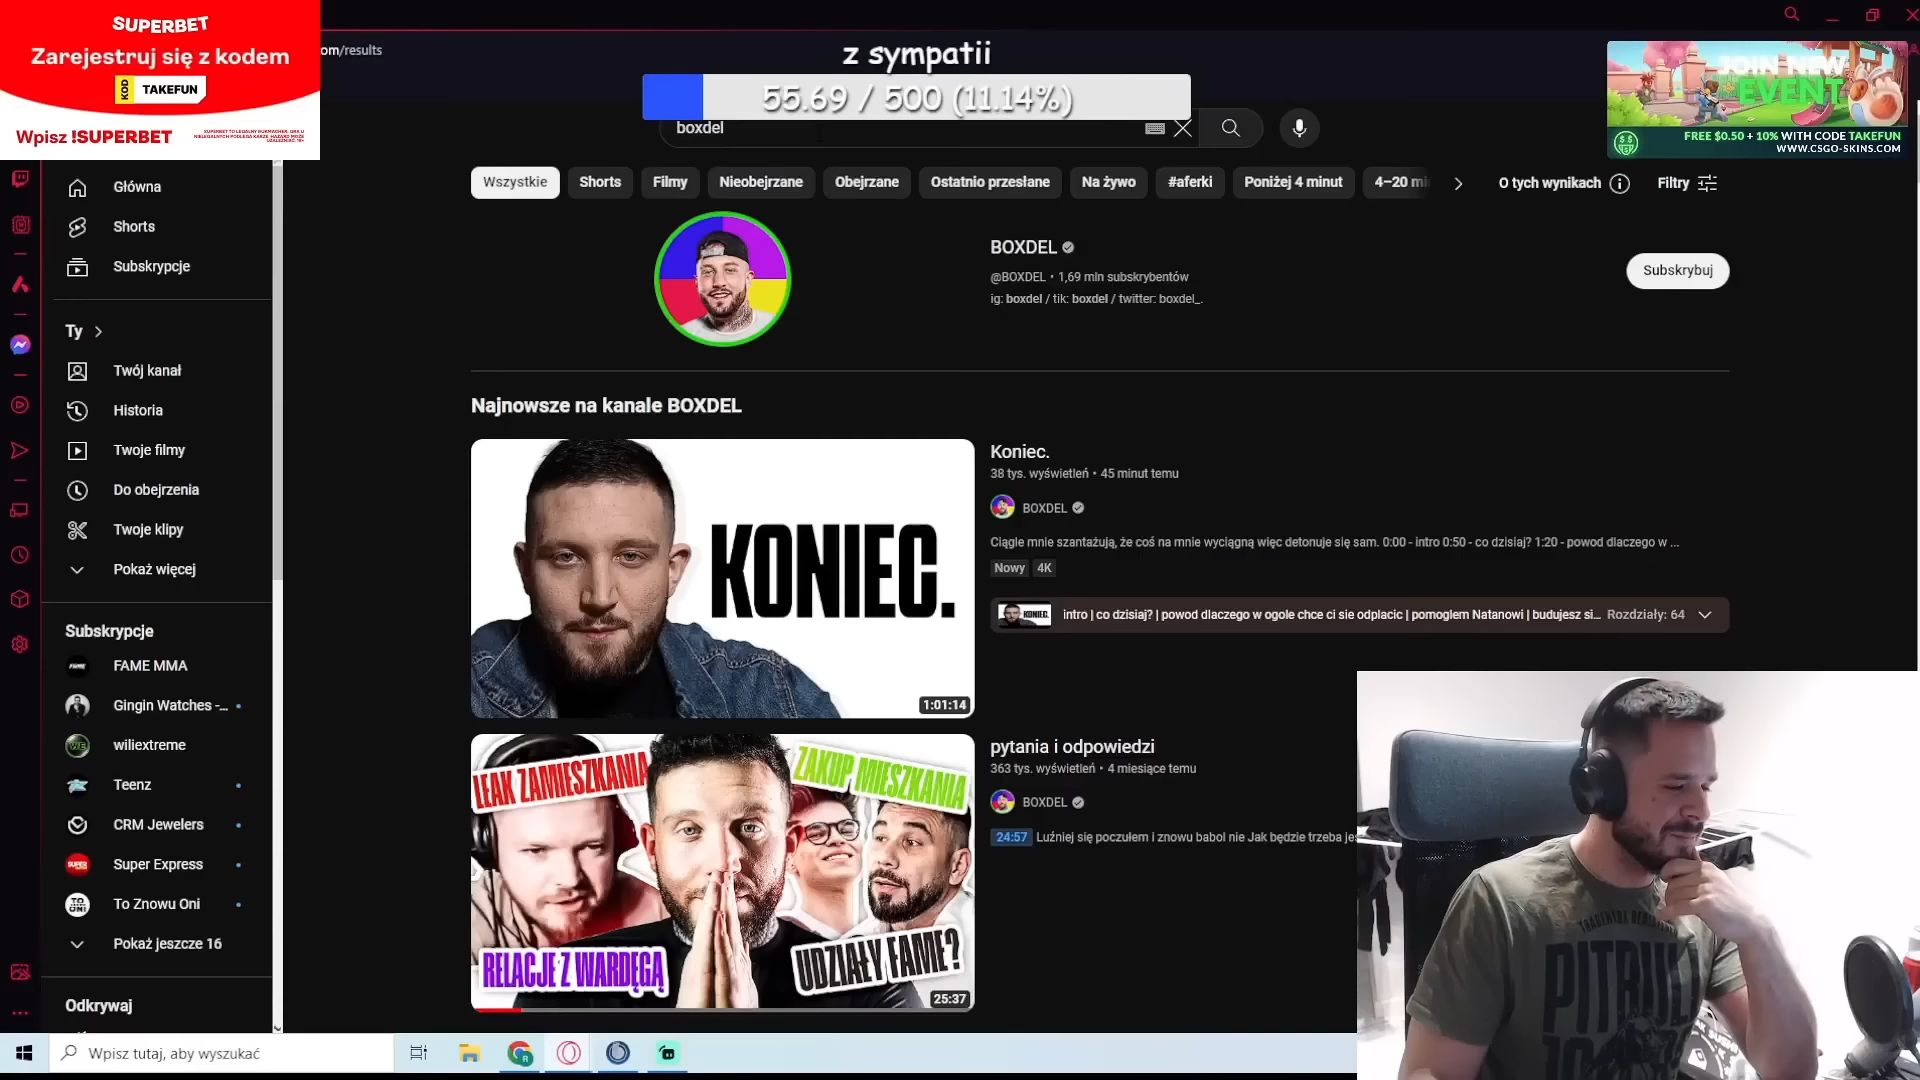 SUPERBET
Zarejestruj się z kodem
KOD
TAKEFUN
Wpisz !SUPERBET
om/results
z sympatii
55.69 / 500 (11.14%)
boxdel
JOIN NEW
EVENT
FREE $0.50 + 10% WITH CODE TAKEFUN
WWW.CSGO-SKINS.COM
Wszystkie
Shorts
Filmy
Nieobejrzane
Obejrzane
Ostatnio przesłane
Na żywo
#aferki
Poniżej 4 minut
4–20 min
O tych wynikach
Filtry
Główna
Shorts
Subskrypcje
Ty
Twój kanał
Historia
Twoje filmy
Do obejrzenia
Twoje klipy
Pokaż więcej
Subskrypcje
FAME MMA
Gingin Watches -...
wiliextreme
Teenz
CRM Jewelers
Super Express
To Znowu Oni
Pokaż jeszcze 16
Odkrywaj
BOXDEL
@BOXDEL • 1,69 mln subskrybentów
ig: boxdel / tik: boxdel / twitter: boxdel_.
Subskrybuj
Najnowsze na kanale BOXDEL
KONIEC.
1:01:14
Koniec.
38 tys. wyświetleń • 45 minut temu
BOXDEL
Ciągle mnie szantażują, że coś na mnie wyciągną więc detonuje się sam. 0:00 - intro 0:50 - co dzisiaj? 1:20 - powod dlaczego w ...
Nowy
4K
KONIEC.
intro | co dzisiaj? | powod dlaczego w ogole chce ci sie odplacic | pomoglem Natanowi | budujesz si... Rozdziały: 64
LEAK ZAMIESZKANIA
ZAKUP MIESZKANIA
RELACJE Z WARDĘGĄ
UDZIAŁY FAME?
25:37
pytania i odpowiedzi
363 tys. wyświetleń • 4 miesiące temu
BOXDEL
24:57 Luźniej się poczułem i znowu babol nie Jak będzie trzeba jes
PITBULL
Wpisz tutaj, aby wyszukać